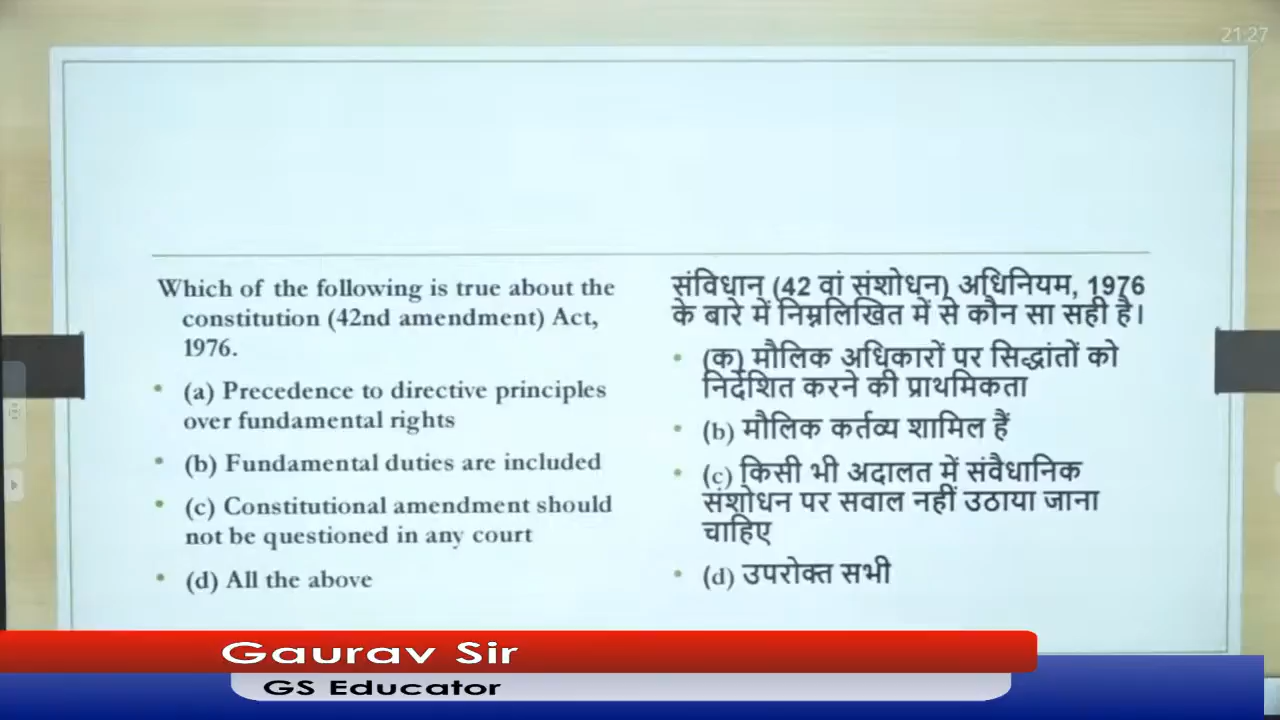 21:27
Which of the following is true about the
constitution (42nd amendment) Act,
1976.
• (a) Precedence to directive principles
over fundamental rights
• (b) Fundamental duties are included
• (c) Constitutional amendment should
not be questioned in any court
• (d) All the above
संविधान (42 वां संशोधन) अधिनियम, 1976
के बारे में निम्नलिखित में से कौन सा सही है।
• (क) मौलिक अधिकारों पर सिद्धांतों को
निर्देशित करने की प्राथमिकता
• (b) मौलिक कर्तव्य शामिल हैं
• (c) किसी भी अदालत में संवैधानिक
संशोधन पर सवाल नहीं उठाया जाना
चाहिए
• (d) उपरोक्त सभी
Gaurav Sir
GS Educator